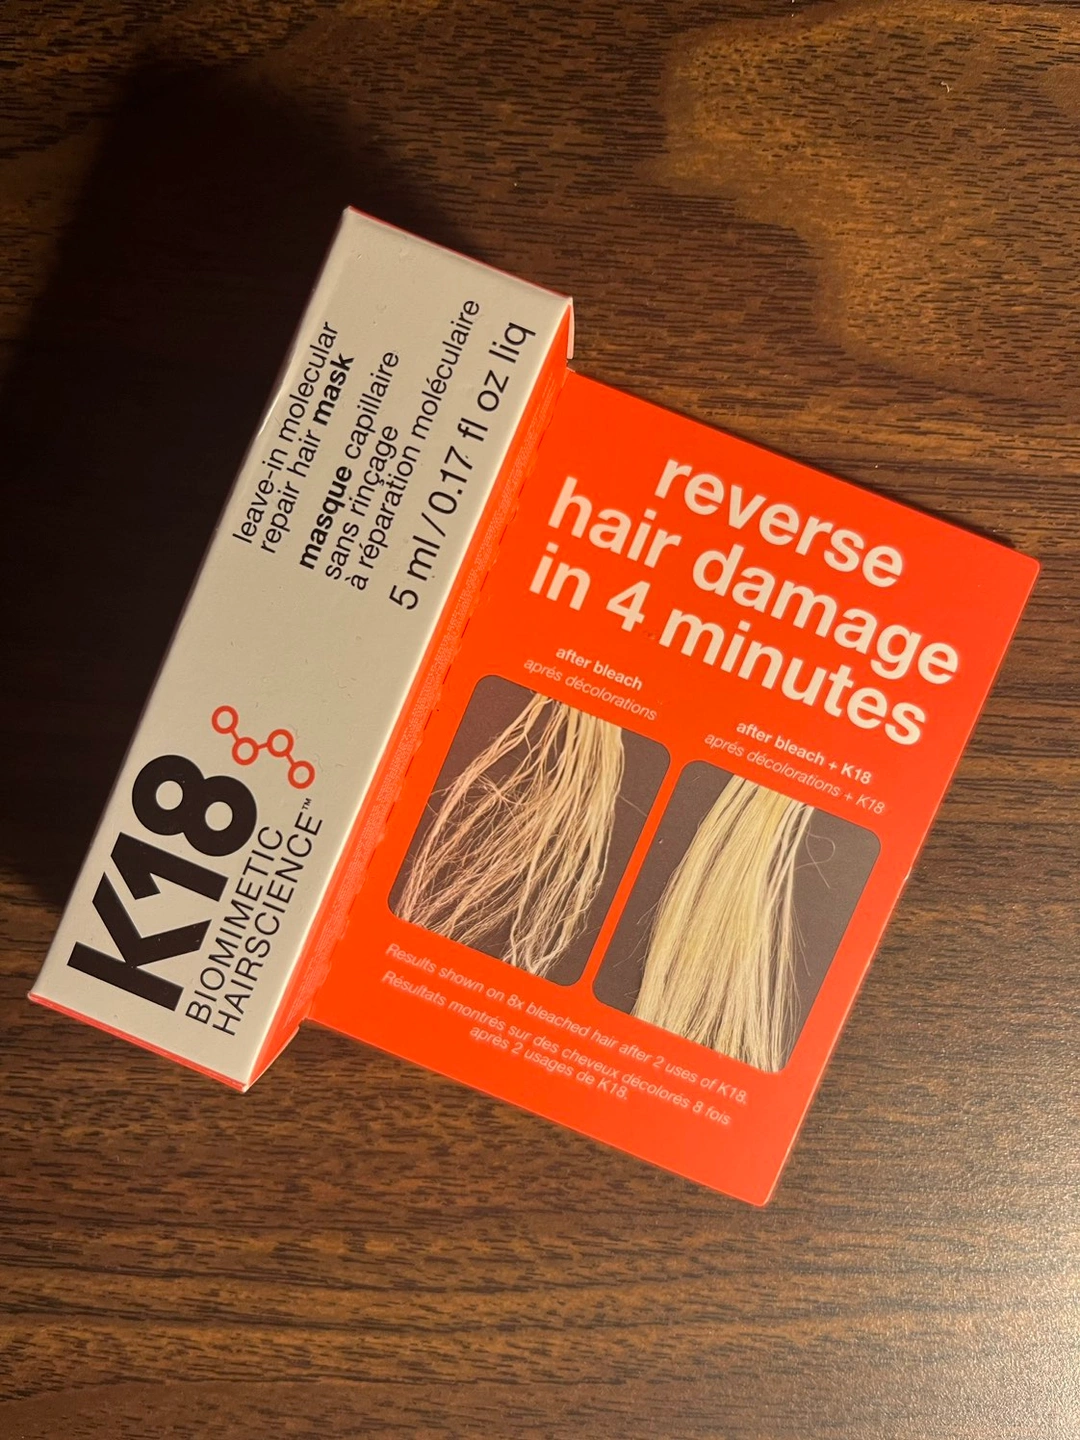 K18
BIOMIMETIC
HAIRSCIENCE™
leave-in molecular
repair hair mask
masque capillaire
sans rinçage
à réparation moléculaire
5 ml / 0.17 fl oz liq
reverse
hair damage
in 4 minutes
after bleach
aprés décolorations
after bleach + K18
aprés décolorations + K18
Results shown on 8x bleached hair after 2 uses of K18.
Résultats montrés sur des cheveux décolorés 8 fois
après 2 usages de K18.